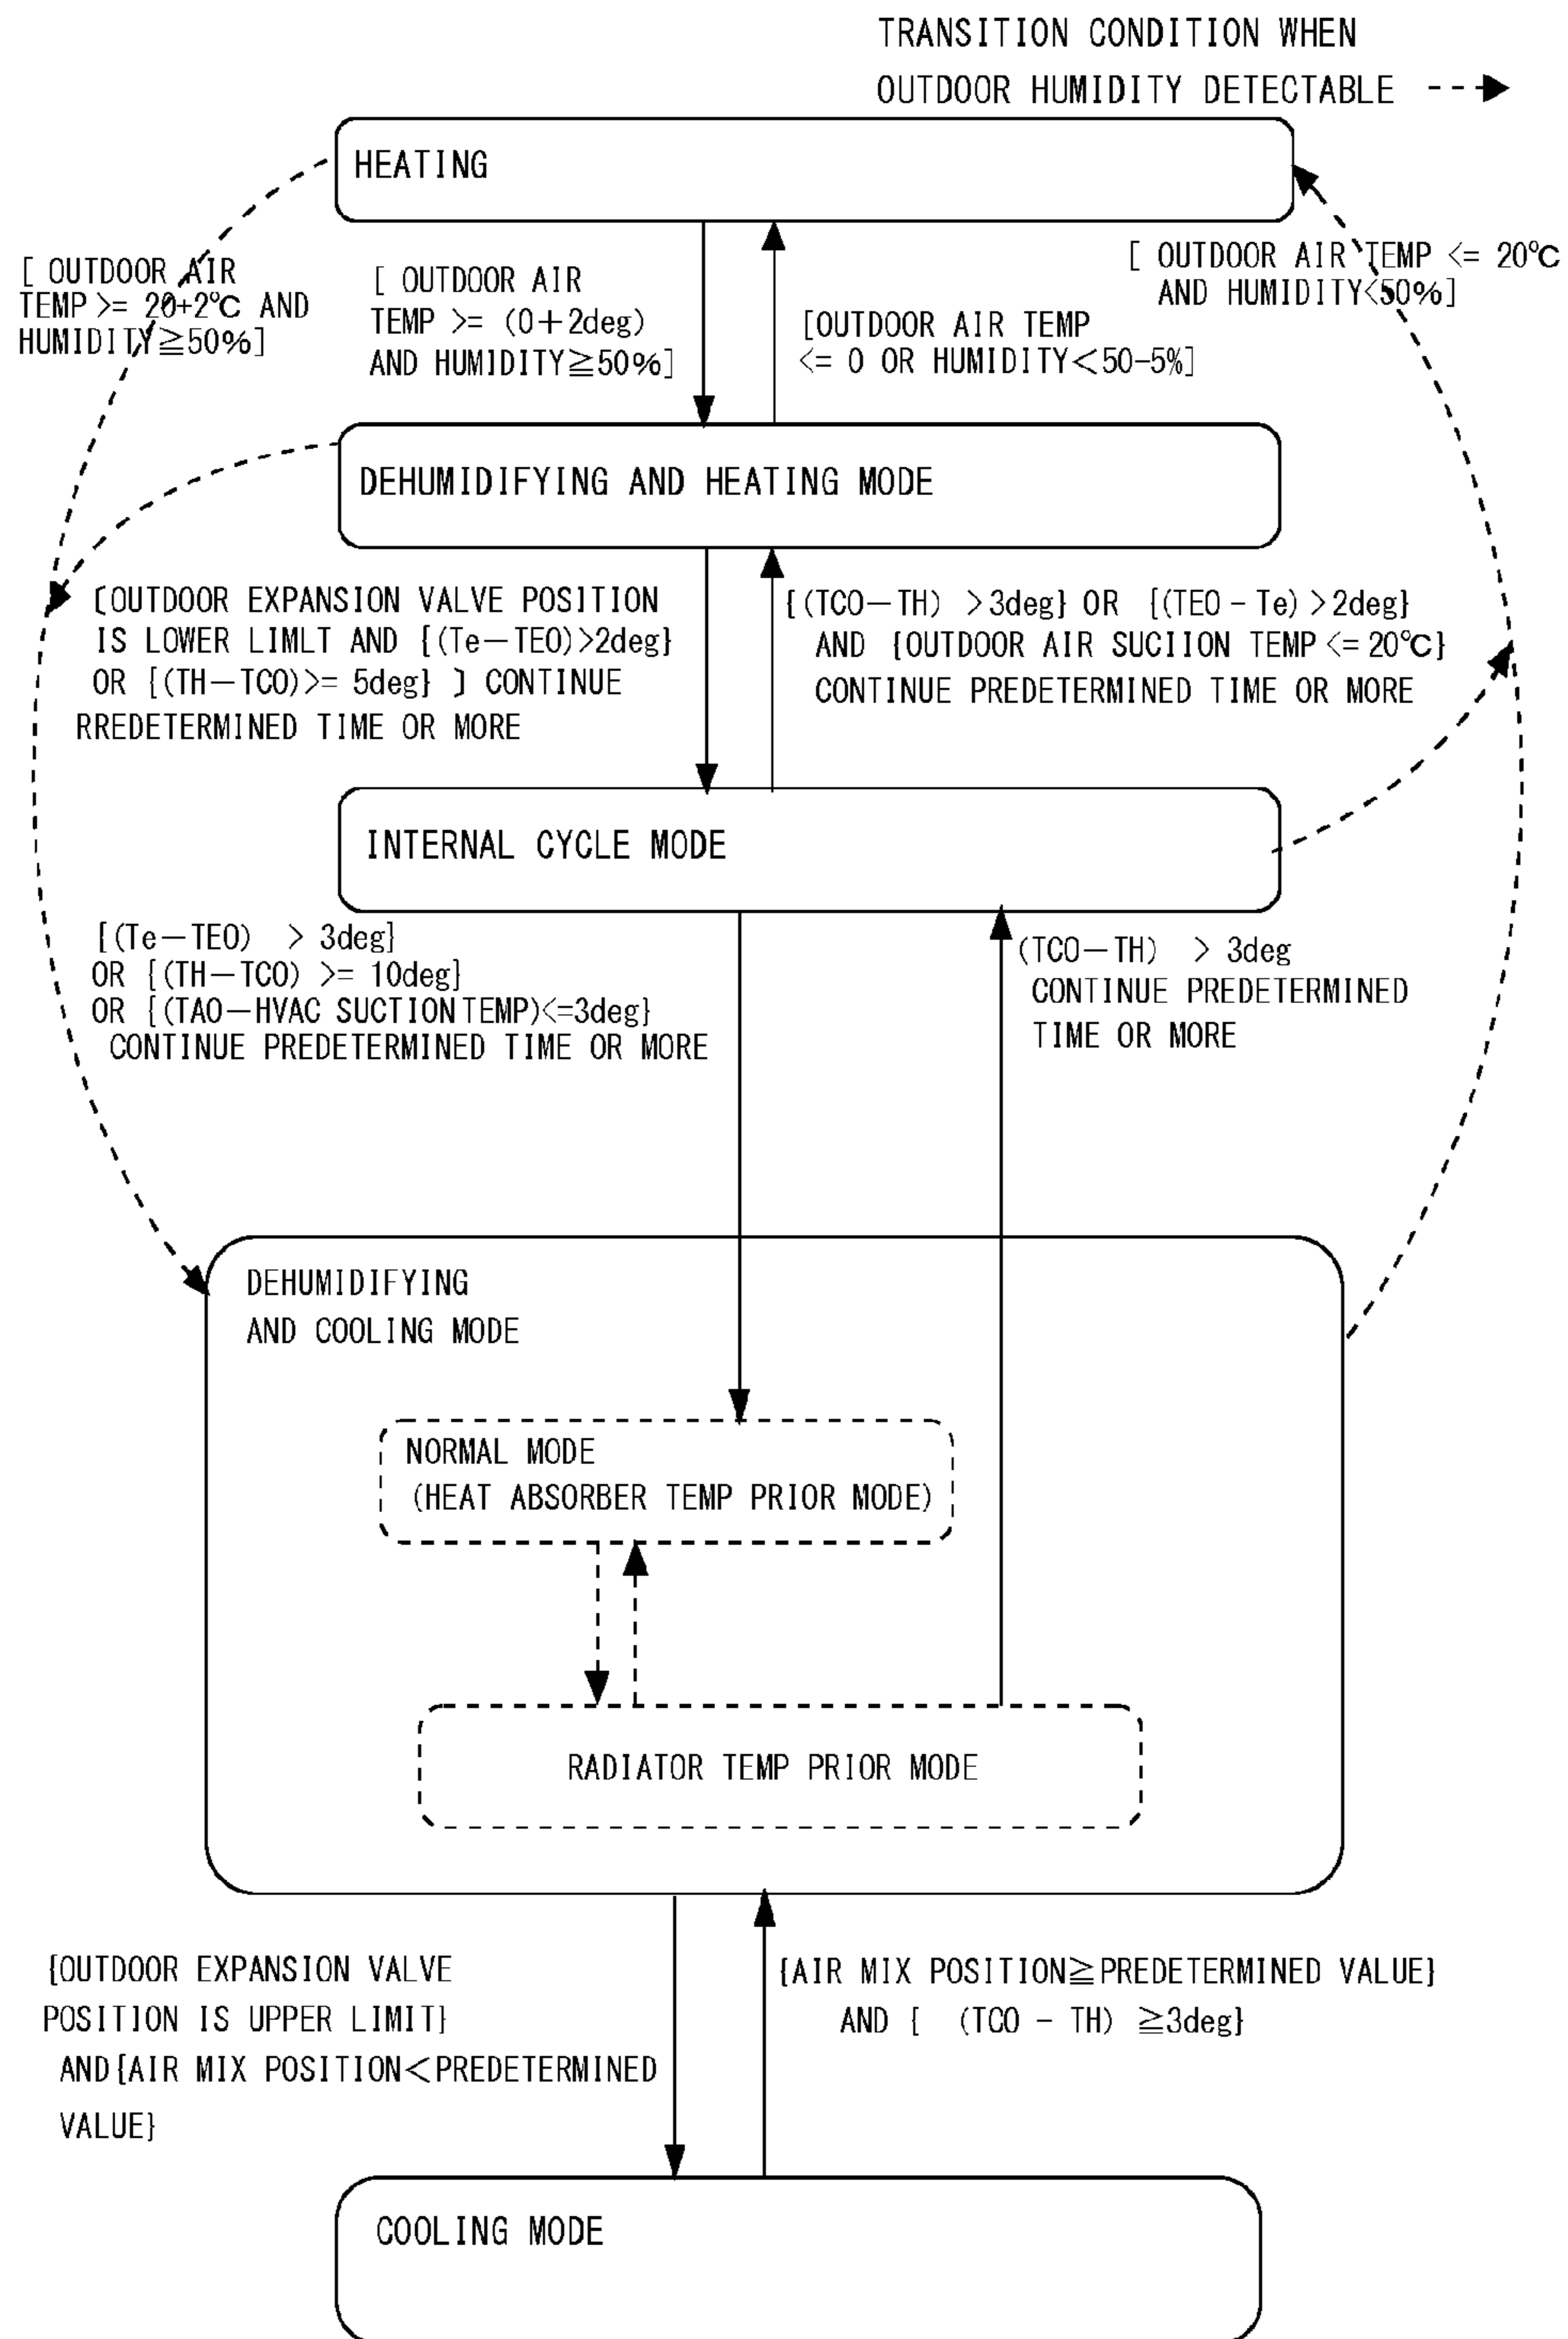 TRANSITION CONDITION WHEN
OUTDOOR HUMIDITY DETECTABLE
HEATING
[ OUTDOOR AIR
TEMP >= 20+2℃ AND
HUMIDITY≧50%]
[ OUTDOOR AIR
TEMP >= (0+2deg)
AND HUMIDITY≧50%]
[OUTDOOR AIR TEMP
<= 0 OR HUMIDITY<50-5%]
[ OUTDOOR AIR TEMP <= 20℃
AND HUMIDITY<50%]
DEHUMIDIFYING AND HEATING MODE
[OUTDOOR EXPANSION VALVE POSITION
IS LOWER LIMLT AND {(Te-TEO)>2deg}
OR {(TH-TCO)>= 5deg} ] CONTINUE
RREDETERMINED TIME OR MORE
{(TCO-TH) >3deg} OR {(TEO-Te)>2deg}
AND {OUTDOOR AIR SUCIION TEMP<=20℃}
CONTINUE PREDETERMINED TIME OR MORE
INTERNAL CYCLE MODE
[(Te-TEO) > 3deg}
OR {(TH-TCO) >= 10deg}
OR {(TAO-HVAC SUCTION TEMP)<=3deg}
CONTINUE PREDETERMINED TIME OR MORE
(TCO-TH) > 3deg
CONTINUE PREDETERMINED
TIME OR MORE
DEHUMIDIFYING
AND COOLING MODE
NORMAL MODE
(HEAT ABSORBER TEMP PRIOR MODE)
RADIATOR TEMP PRIOR MODE
{OUTDOOR EXPANSION VALVE
POSITION IS UPPER LIMIT}
AND{AIR MIX POSITION<PREDETERMINED
VALUE}
{AIR MIX POSITION≧PREDETERMINED VALUE}
AND { (TCO - TH) ≧3deg}
COOLING MODE